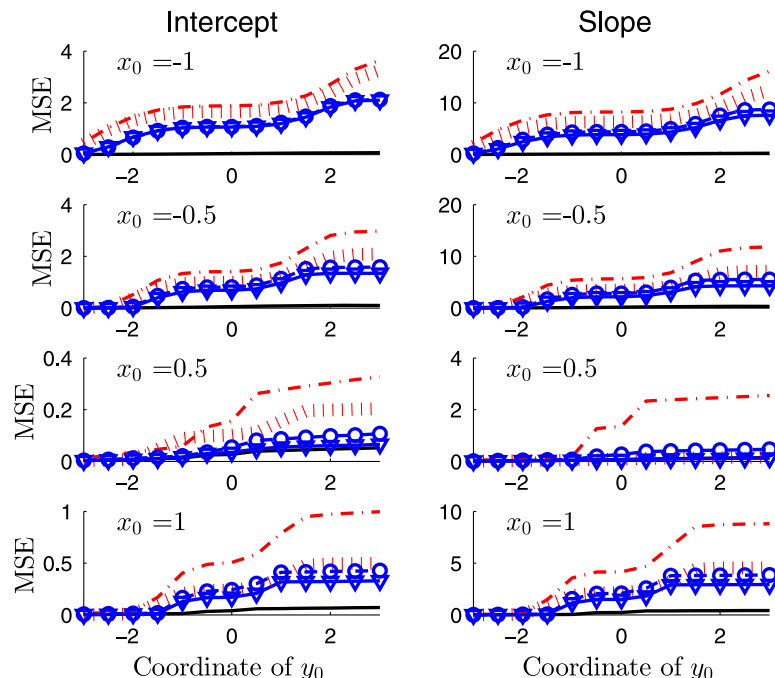 Intercept Slope
4
2
0
MSE
x₀ =-1
−2 0 2
20
10
0
x₀ =-1
−2 0 2
4
2
0
MSE
x₀ =-0.5
−2 0 2
20
10
0
x₀ =-0.5
−2 0 2
0.4
0.2
0
MSE
x₀ =0.5
−2 0 2
4
2
0
x₀ =0.5
−2 0 2
1
0.5
0
MSE
x₀ =1
−2 0 2
Coordinate of y₀
10
5
0
x₀ =1
−2 0 2
Coordinate of y₀